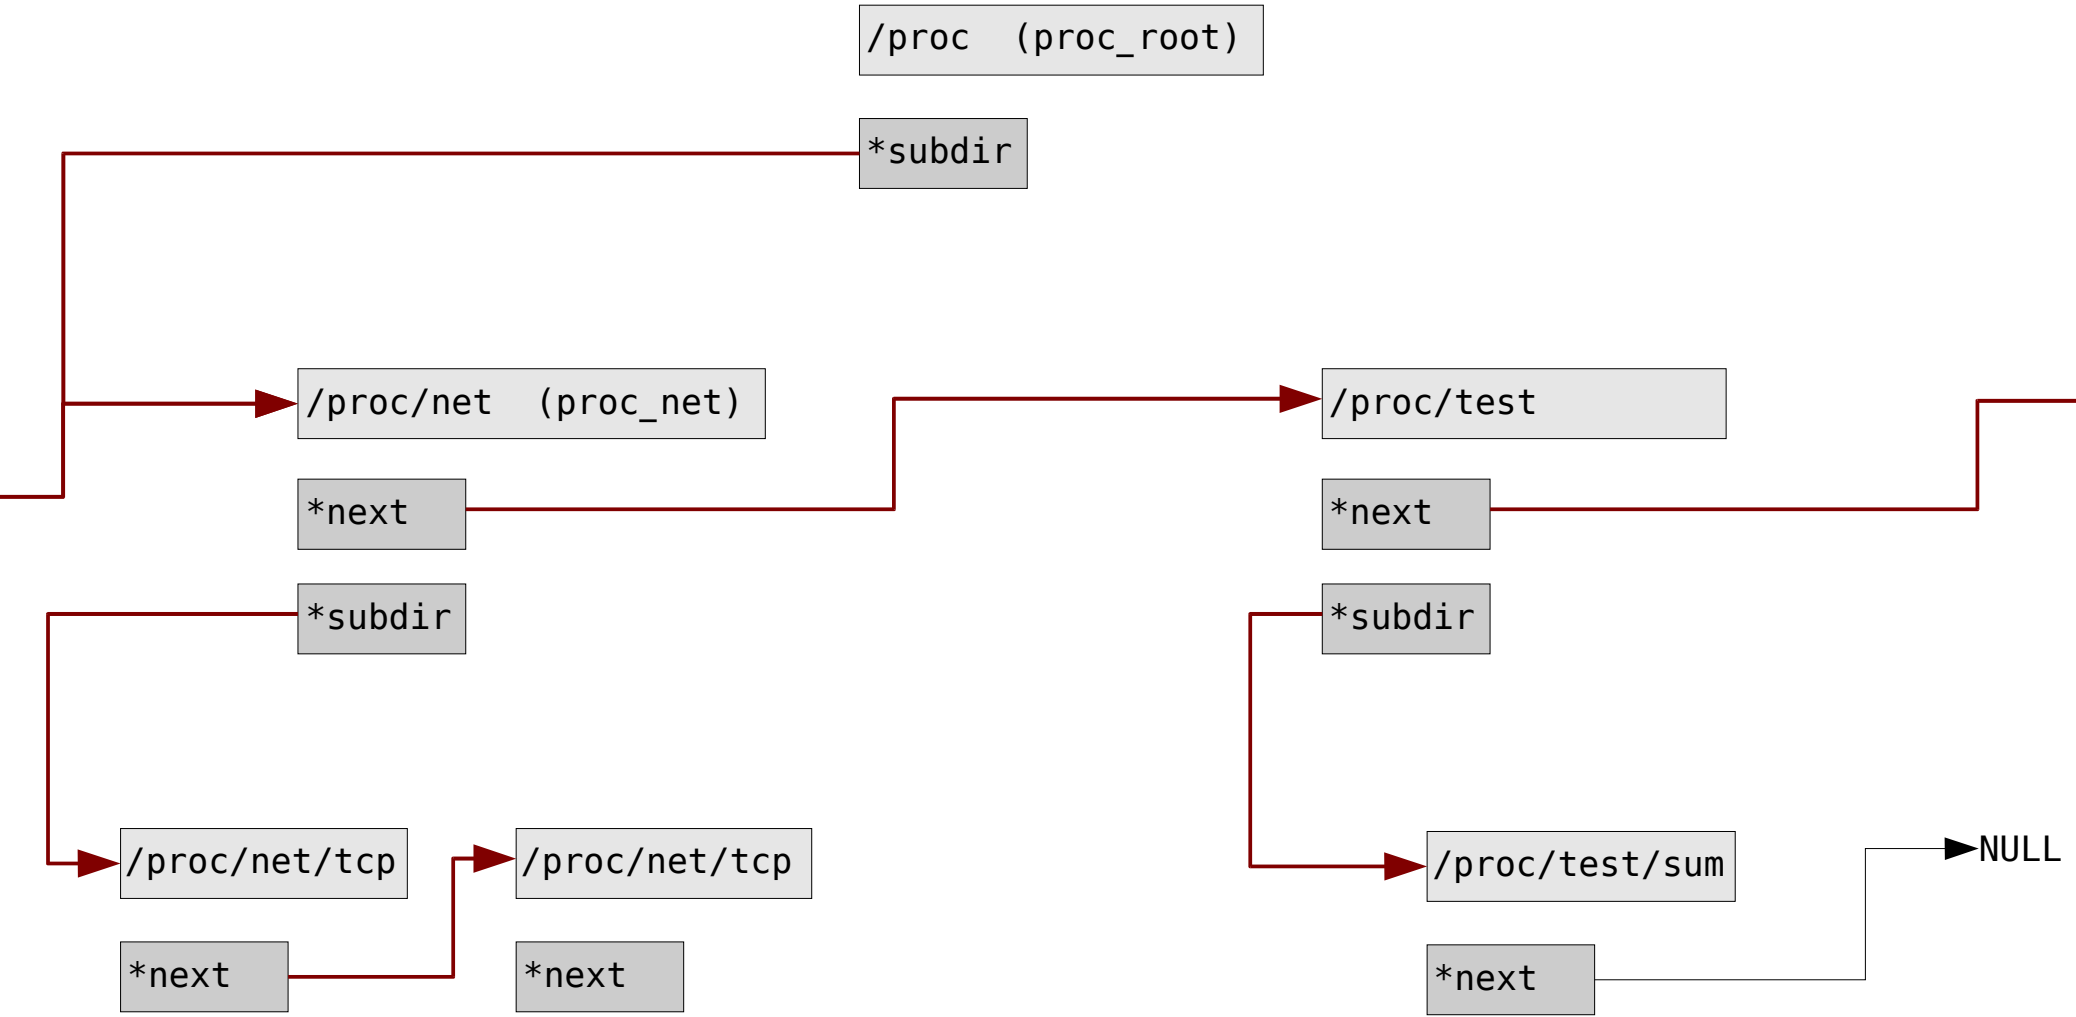 /proc  (proc_root)
*subdir
/proc/net  (proc_net)
/proc/test
*next
*next
*subdir
*subdir
/proc/net/tcp
/proc/net/tcp
/proc/test/sum
NULL
*next
*next
*next